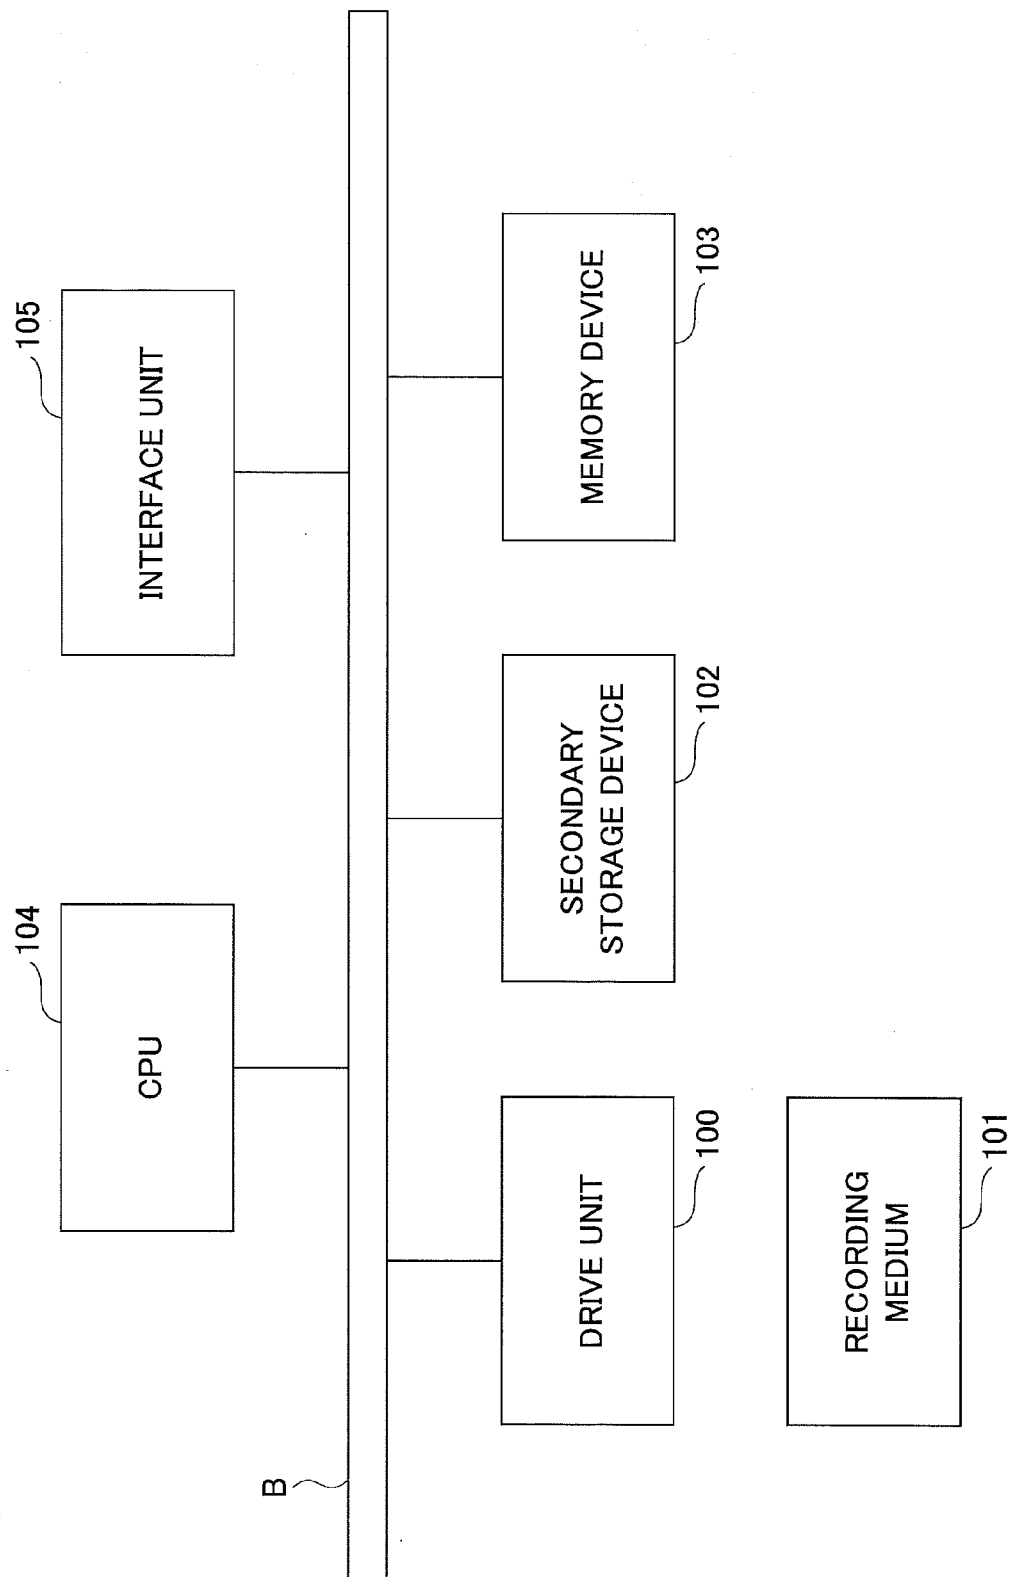 104
CPU
105
INTERFACE UNIT
B
DRIVE UNIT
100
SECONDARY
STORAGE DEVICE
102
MEMORY DEVICE
103
RECORDING
MEDIUM
101